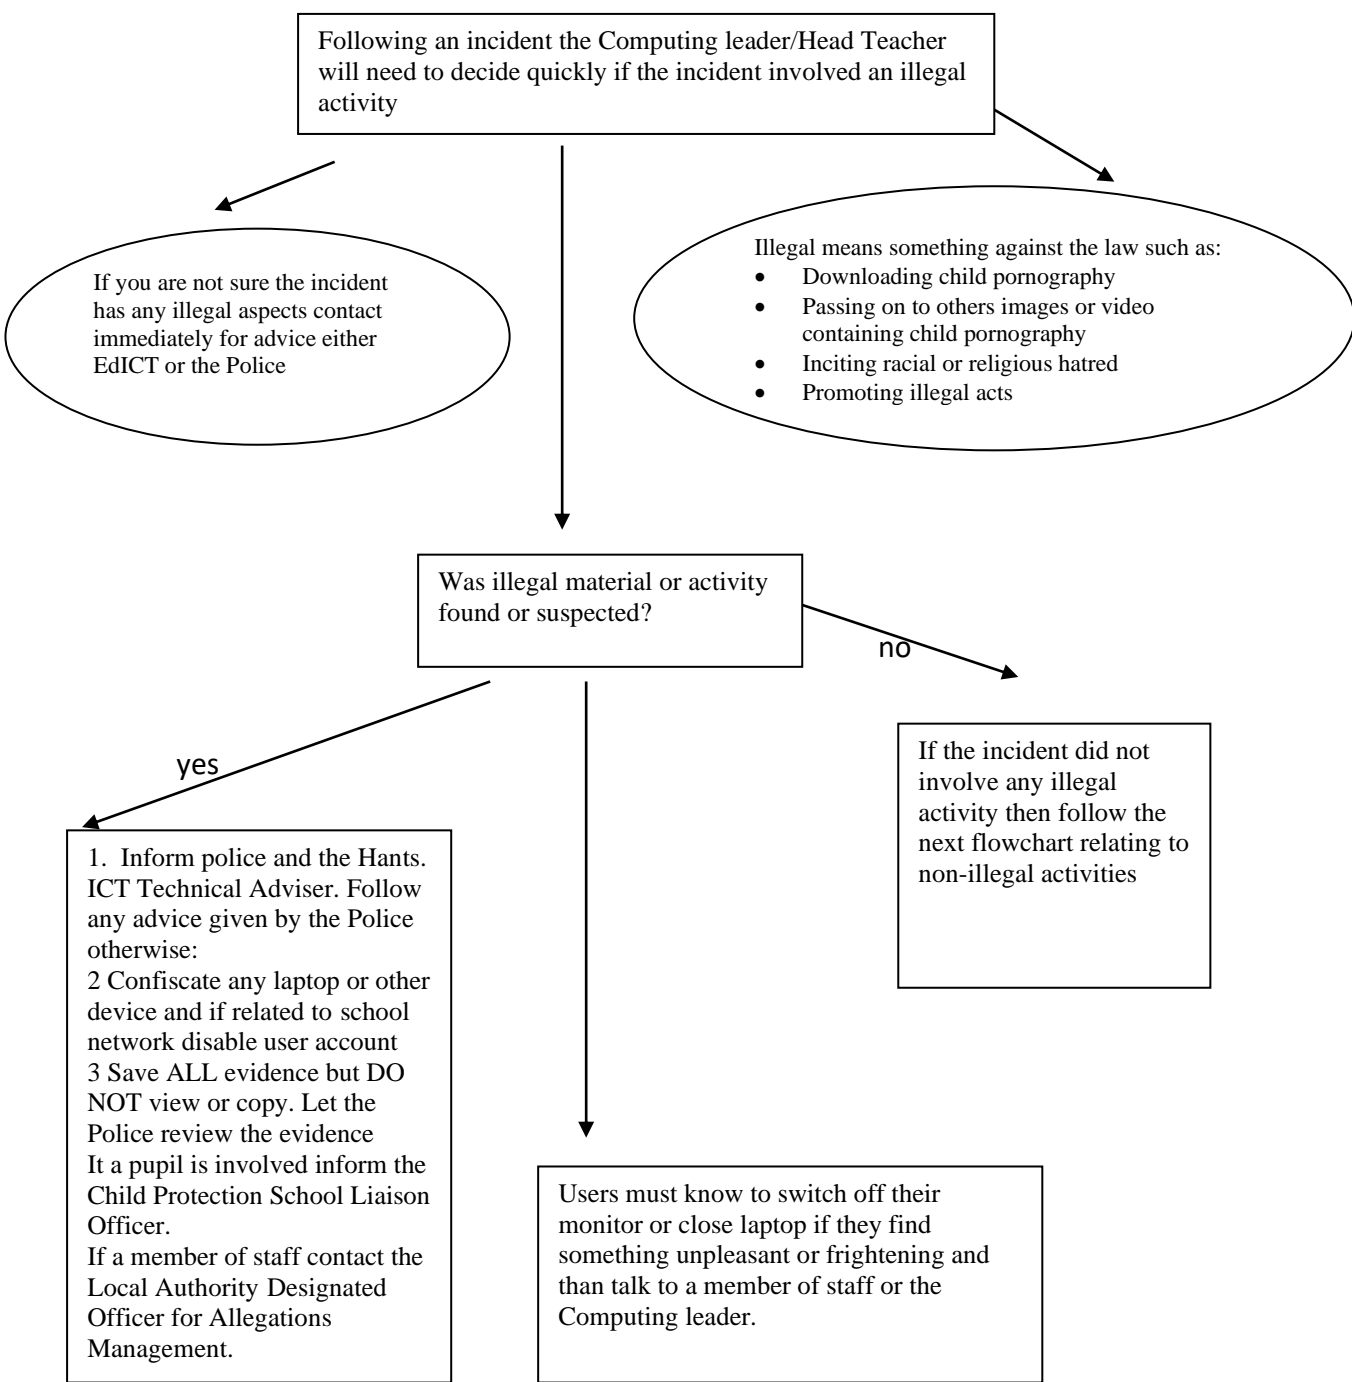 Following an incident the Computing leader/Head Teacher
will need to decide quickly if the incident involved an illegal
activity
If you are not sure the incident
has any illegal aspects contact
immediately for advice either
EdICT or the Police
Illegal means something against the law such as:
• Downloading child pornography
• Passing on to others images or video
containing child pornography
• Inciting racial or religious hatred
• Promoting illegal acts
Was illegal material or activity
found or suspected?
no
yes
If the incident did not
involve any illegal
activity then follow the
next flowchart relating to
non-illegal activities
1. Inform police and the Hants.
ICT Technical Adviser. Follow
any advice given by the Police
otherwise:
2 Confiscate any laptop or other
device and if related to school
network disable user account
3 Save ALL evidence but DO
NOT view or copy. Let the
Police review the evidence
It a pupil is involved inform the
Child Protection School Liaison
Officer.
If a member of staff contact the
Local Authority Designated
Officer for Allegations
Management.
Users must know to switch off their
monitor or close laptop if they find
something unpleasant or frightening and
than talk to a member of staff or the
Computing leader.